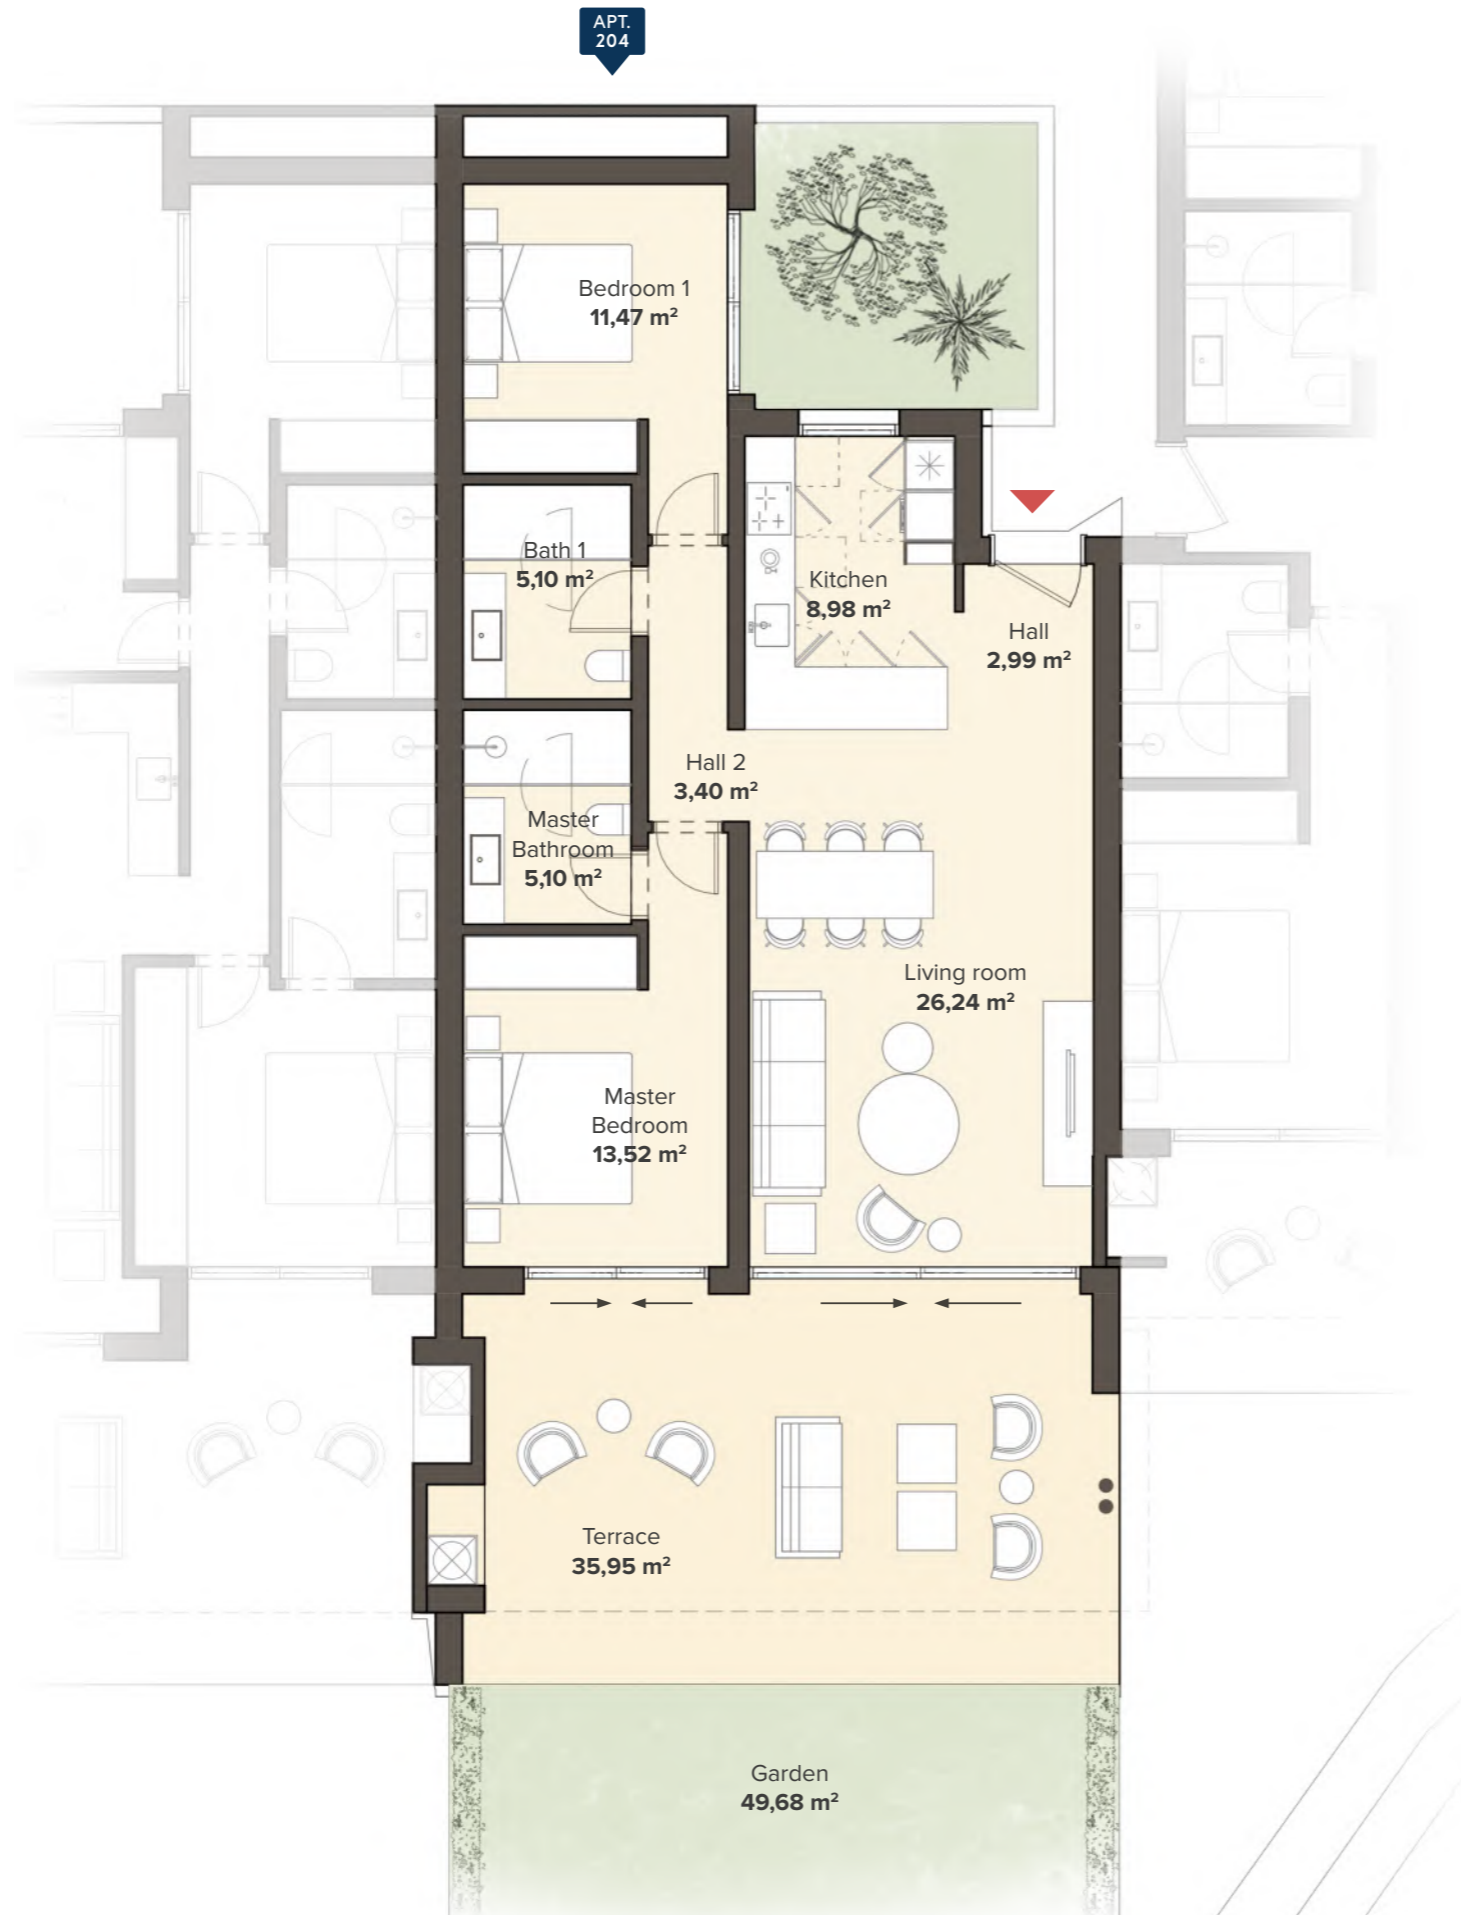 APT.
204
Bedroom 1
11,47 m²
Bath 1
5,10 m²
Kitchen
8,98 m²
Hall
2,99 m²
Hall 2
3,40 m²
Master
Bathroom
5,10 m²
Living room
26,24 m²
Master
Bedroom
13,52 m²
Terrace
35,95 m²
Garden
49,68 m²